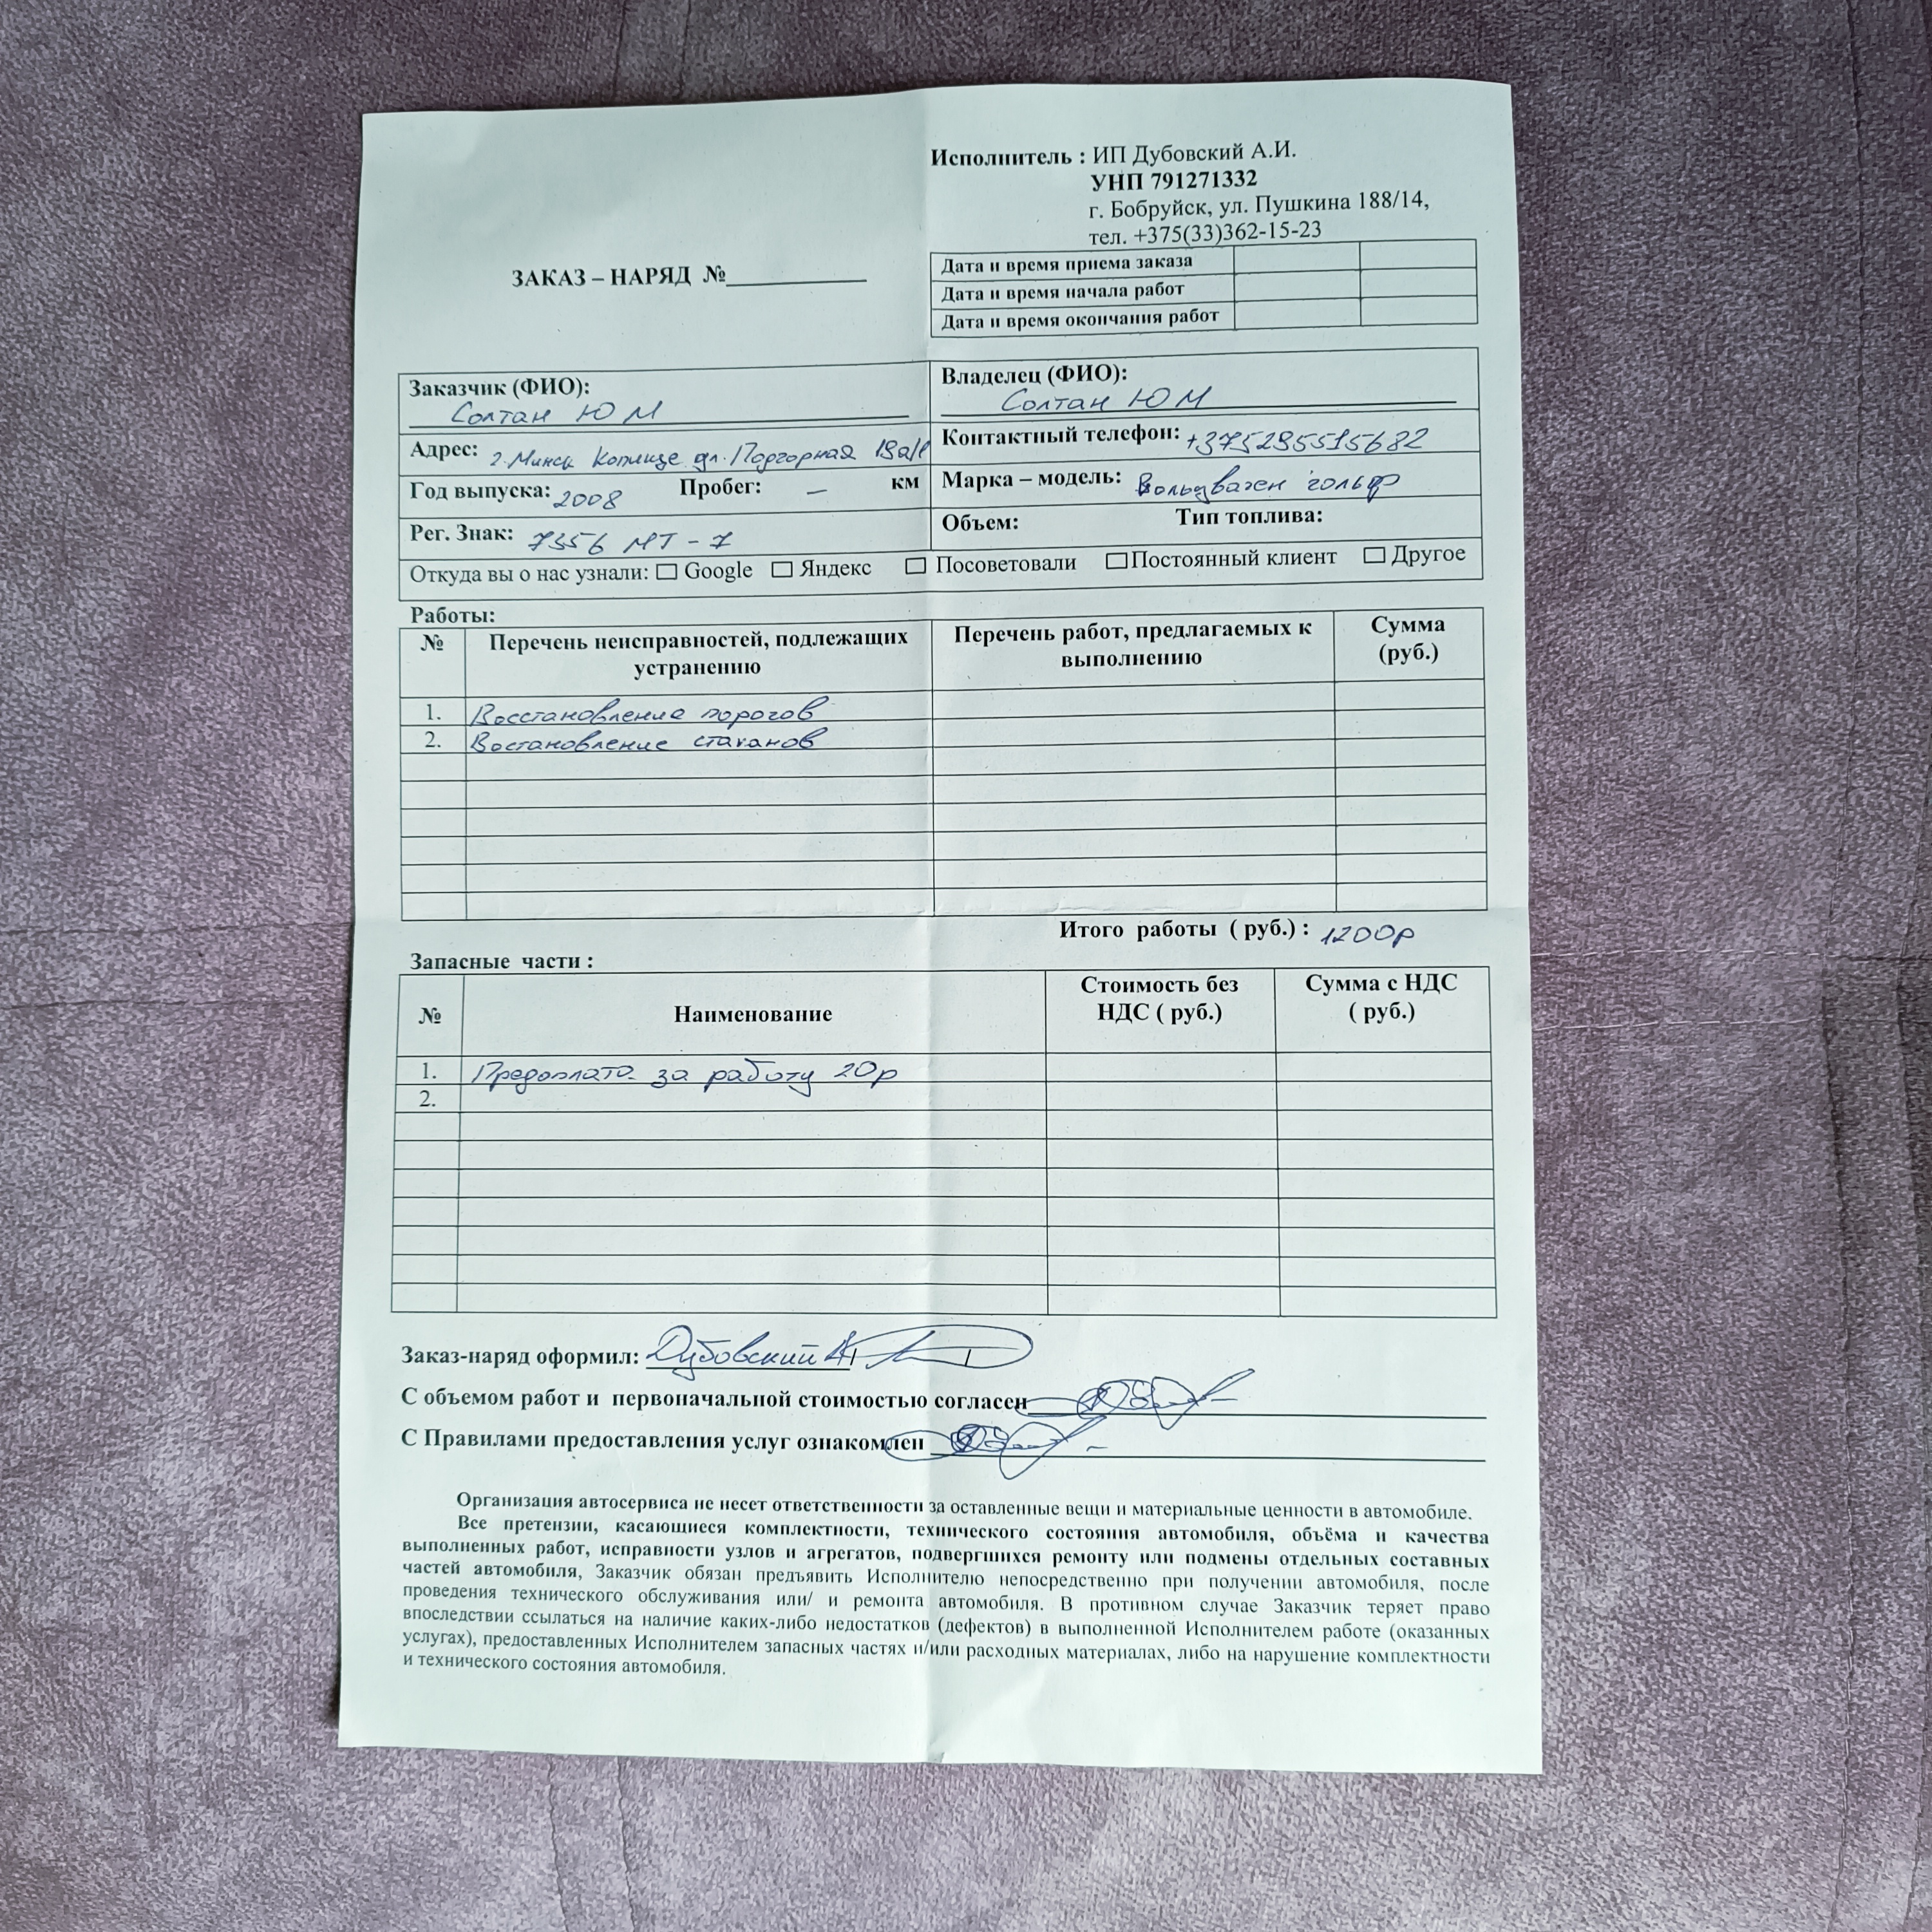 Исполнитель : ИП Дубовский А.И.
УНП 791271332
г. Бобруйск, ул. Пушкина 188/14,
тел. +375(33)362-15-23
ЗАКАЗ – НАРЯД №
Дата и время приема заказа
Дата и время начала работ
Дата и время окончания работ
Заказчик (ФИО):
Солтан Ю М
Владелец (ФИО):
Солтан Ю М
Адрес: г. Минск Копище ул. Подгорная
Контактный телефон: +375295515682
Год выпуска: 2008 Пробег: — км
Марка – модель: Вольцваген гольф
Рег. Знак: 7356 МТ - 7
Объем: Тип топлива:
Откуда вы о нас узнали: Google Яндекс Посоветовали Постоянный клиент Другое
Работы:
№ Перечень неисправностей, подлежащих устранению Перечень работ, предлагаемых к выполнению Сумма (руб.)
1. Восстановление порогов
2. Востановление стаканов
Итого работы ( руб.) : 1200р
Запасные части :
№ Наименование Стоимость без НДС ( руб.) Сумма с НДС ( руб.)
1. Предоплата за работу 20р
2.
Заказ-наряд оформил: Дубовский
С объемом работ и первоначальной стоимостью согласен
С Правилами предоставления услуг ознакомлен
Организация автосервиса не несет ответственности за оставленные вещи и материальные ценности в автомобиле.
Все претензии, касающиеся комплектности, технического состояния автомобиля, объёма и качества
выполненных работ, исправности узлов и агрегатов, подвергшихся ремонту или подмены отдельных составных
частей автомобиля, Заказчик обязан предъявить Исполнителю непосредственно при получении автомобиля, после
проведения технического обслуживания или/ и ремонта автомобиля. В противном случае Заказчик теряет право
впоследствии ссылаться на наличие каких-либо недостатков (дефектов) в выполненной Исполнителем работе (оказанных
услугах), предоставленных Исполнителем запасных частях и/или расходных материалах, либо на нарушение комплектности
и технического состояния автомобиля.